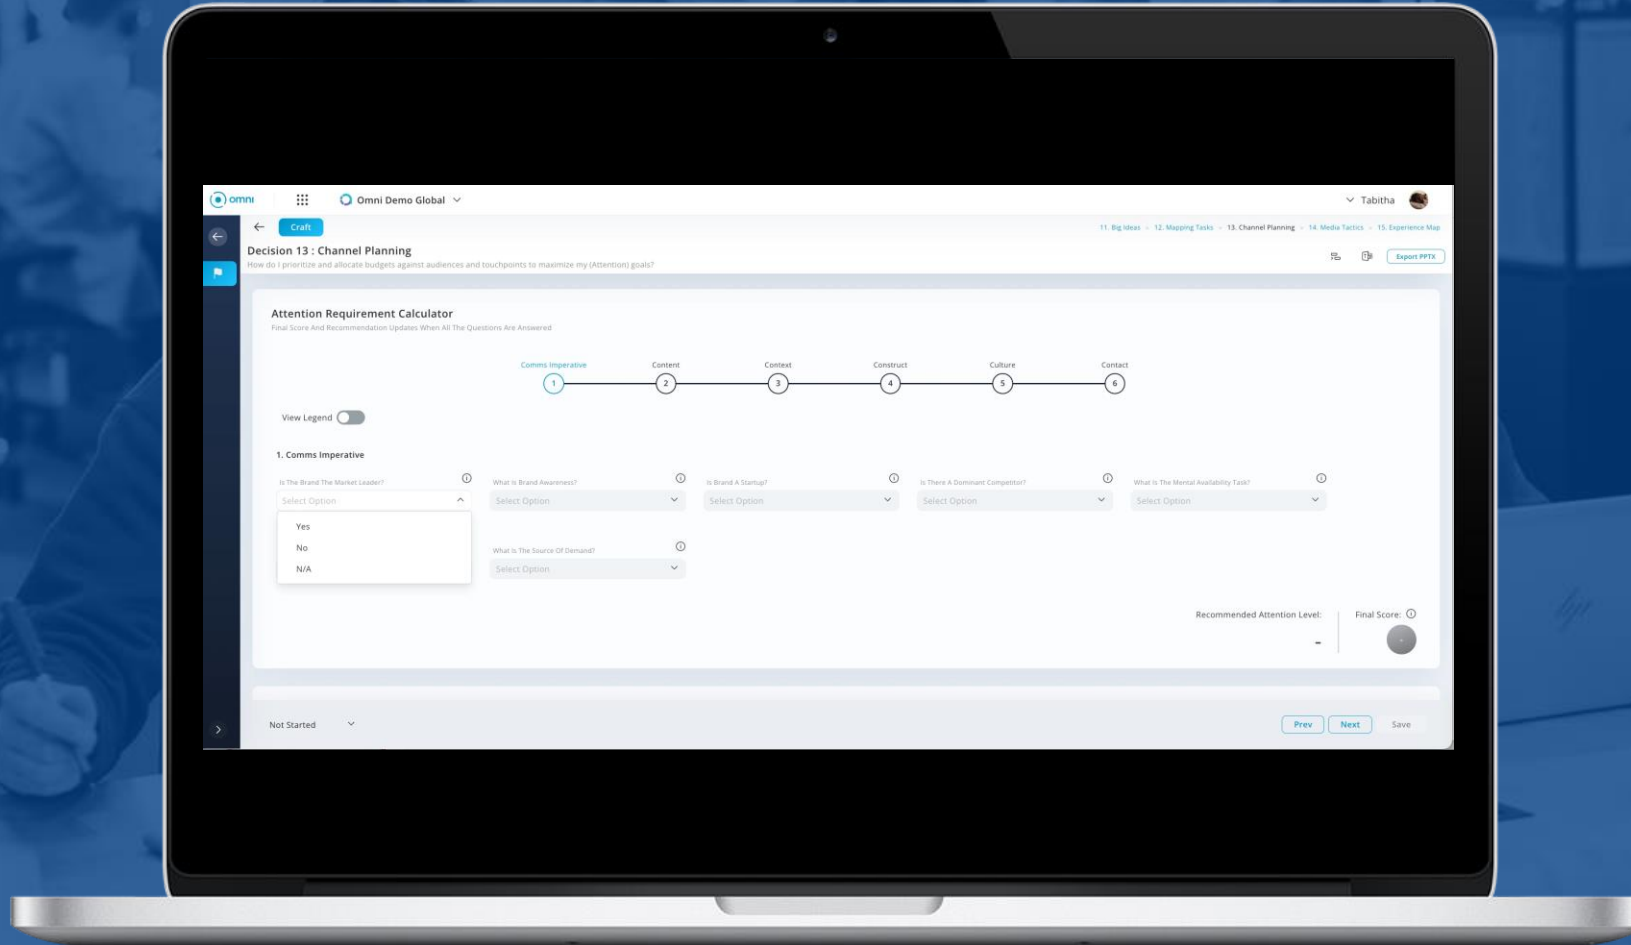 omni
Omni Demo Global
Tabitha
Craft
11. Big Ideas - 12. Mapping Tasks - 13. Channel Planning - 14. Media Tactics - 15. Experience Map
Decision 13 : Channel Planning
How do I prioritize and allocate budgets against audiences and touchpoints to maximize my (Attention) goals?
Export PPTX
Attention Requirement Calculator
Final Score And Recommendation Updates When All The Questions Are Answered
Comms Imperative
Content
Context
Construct
Culture
Contact
1
2
3
4
5
6
View Legend
1. Comms Imperative
Is The Brand The Market Leader?
What Is Brand Awareness?
Is Brand A Startup?
Is There A Dominant Competitor?
What Is The Mental Availability Task?
Select Option
Select Option
Select Option
Select Option
Select Option
Yes
No
N/A
What Is The Source Of Demand?
Select Option
Recommended Attention Level:
Final Score:
-
-
Not Started
Prev
Next
Save
hp